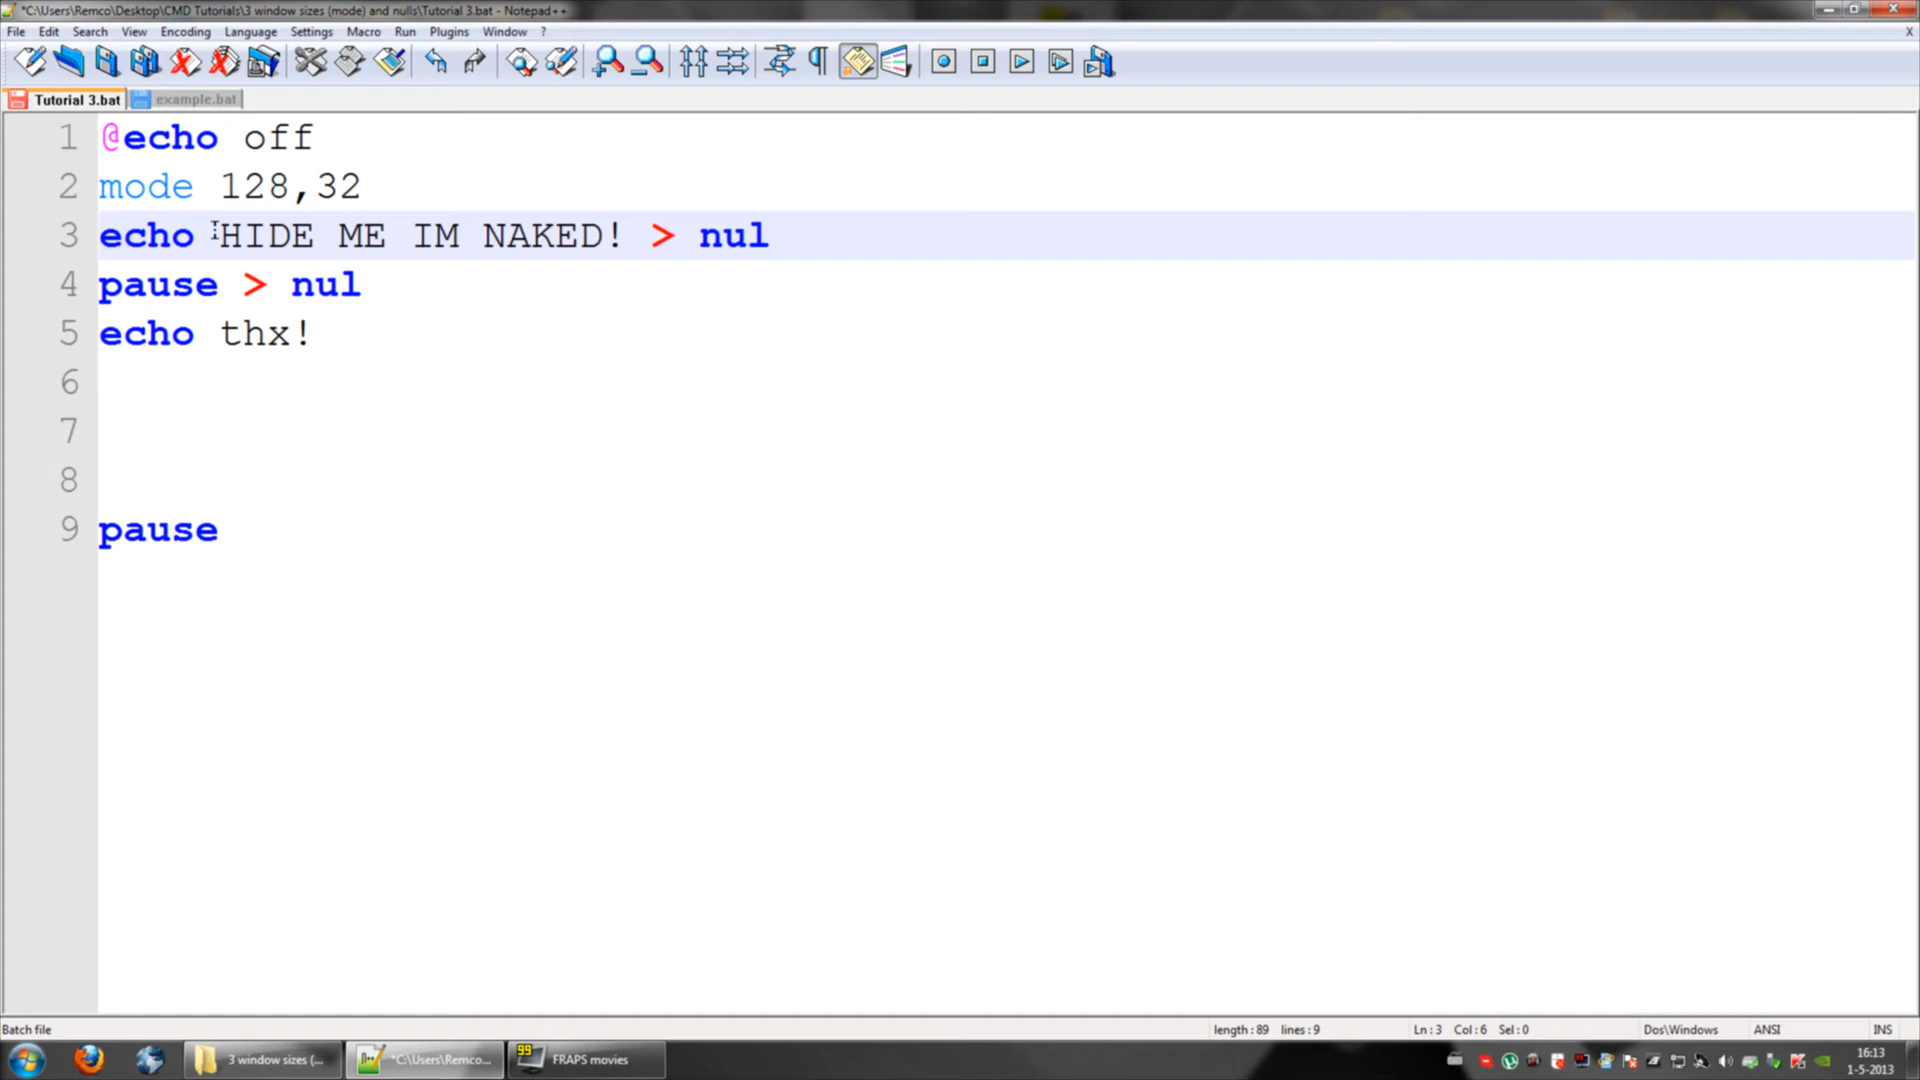 *C:\Users\Remco\Desktop\CMD Tutorials\3 window sizes (mode) and nulls\Tutorial 3.bat - Notepad++
File Edit Search View Encoding Language Settings Macro Run Plugins Window ? X
Tutorial 3.bat example.bat
1 @echo off
2 mode 128,32
3 echo HIDE ME IM NAKED! > nul
4 pause > nul
5 echo thx!
6
7
8
9 pause
Batch file length : 89 lines : 9 Ln : 3 Col : 6 Sel : 0 Dos\Windows ANSI INS
3 window sizes (... *C:\Users\Remco... 99 FRAPS movies 16:13
1-5-2013